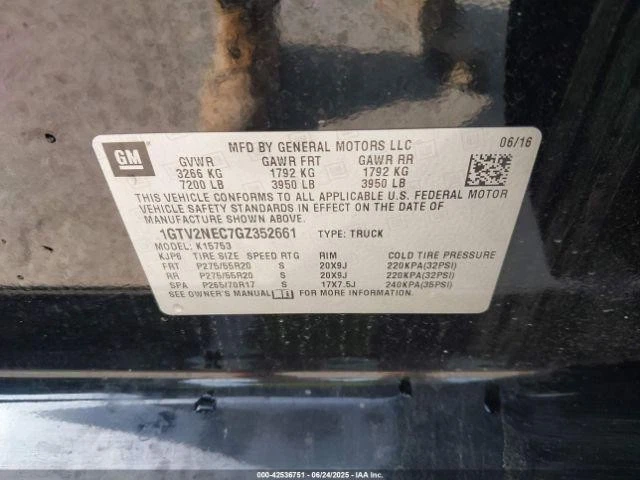 GM
MFD BY GENERAL MOTORS LLC 06/16
GVWR GAWR FRT GAWR RR
3266 KG 1792 KG 1792 KG
7200 LB 3950 LB 3950 LB
THIS VEHICLE CONFORMS TO ALL APPLICABLE U.S. FEDERAL MOTOR
VEHICLE SAFETY STANDARDS IN EFFECT ON THE DATE OF
MANUFACTURE SHOWN ABOVE.
1GTV2NEC7GZ352661 TYPE: TRUCK
MODEL: K15753
KJP6 TIRE SIZE SPEED RTG RIM COLD TIRE PRESSURE
FRT P275/55R20 S 20X9J 220KPA(32PSI)
RR P275/55R20 S 20X9J 220KPA(32PSI)
SPA P265/70R17 S 17X7.5J 240KPA(35PSI)
SEE OWNER'S MANUAL FOR MORE INFORMATION.
000-42536751 - 06/24/2025 - IAA Inc.